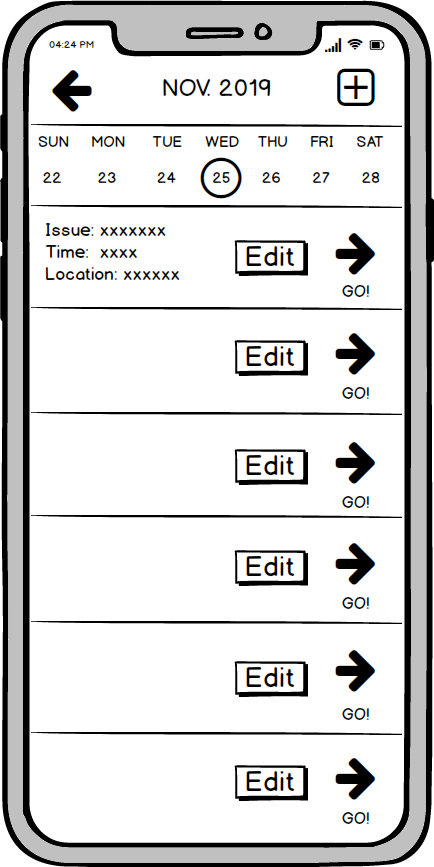 04:24 PM
NOV. 2019
SUN MON TUE WED THU FRI SAT
22 23 24 25 26 27 28
Issue: xxxxxxx
Time: xxxx
Location: xxxxxx
Edit
GO!
Edit
GO!
Edit
GO!
Edit
GO!
Edit
GO!
Edit
GO!